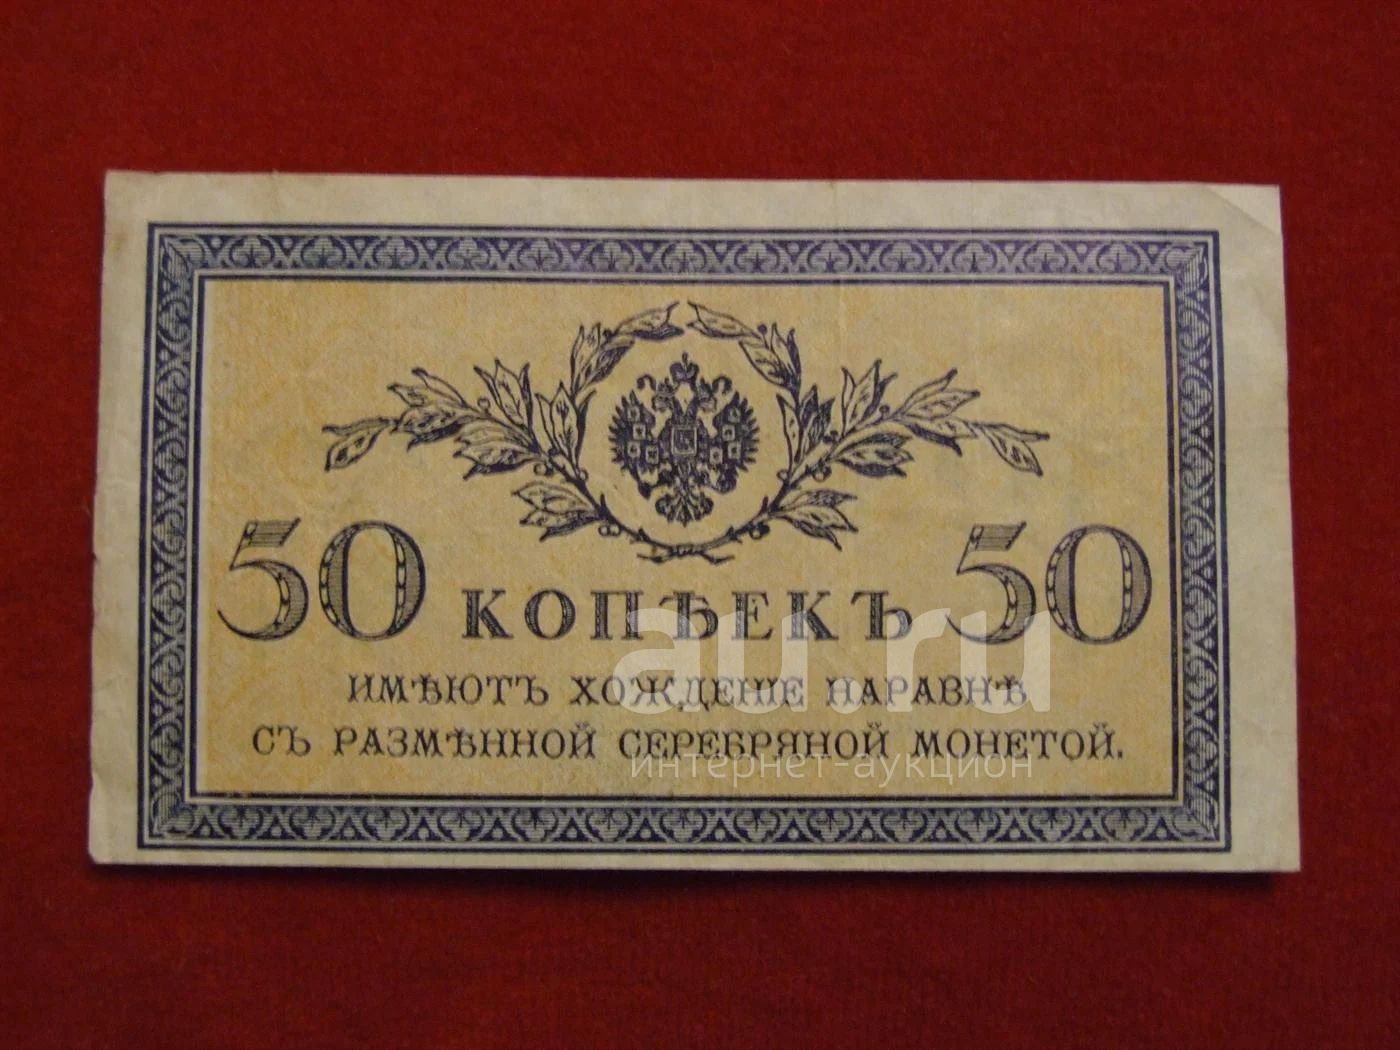 50 КОПѢЕКЪ 50
ИМѢЮТЪ ХОЖДЕНІЕ НАРАВНѢ
СЪ РАЗМѢННОЙ СЕРЕБРЯНОЙ МОНЕТОЙ.
au.ru
интернет-аукцион